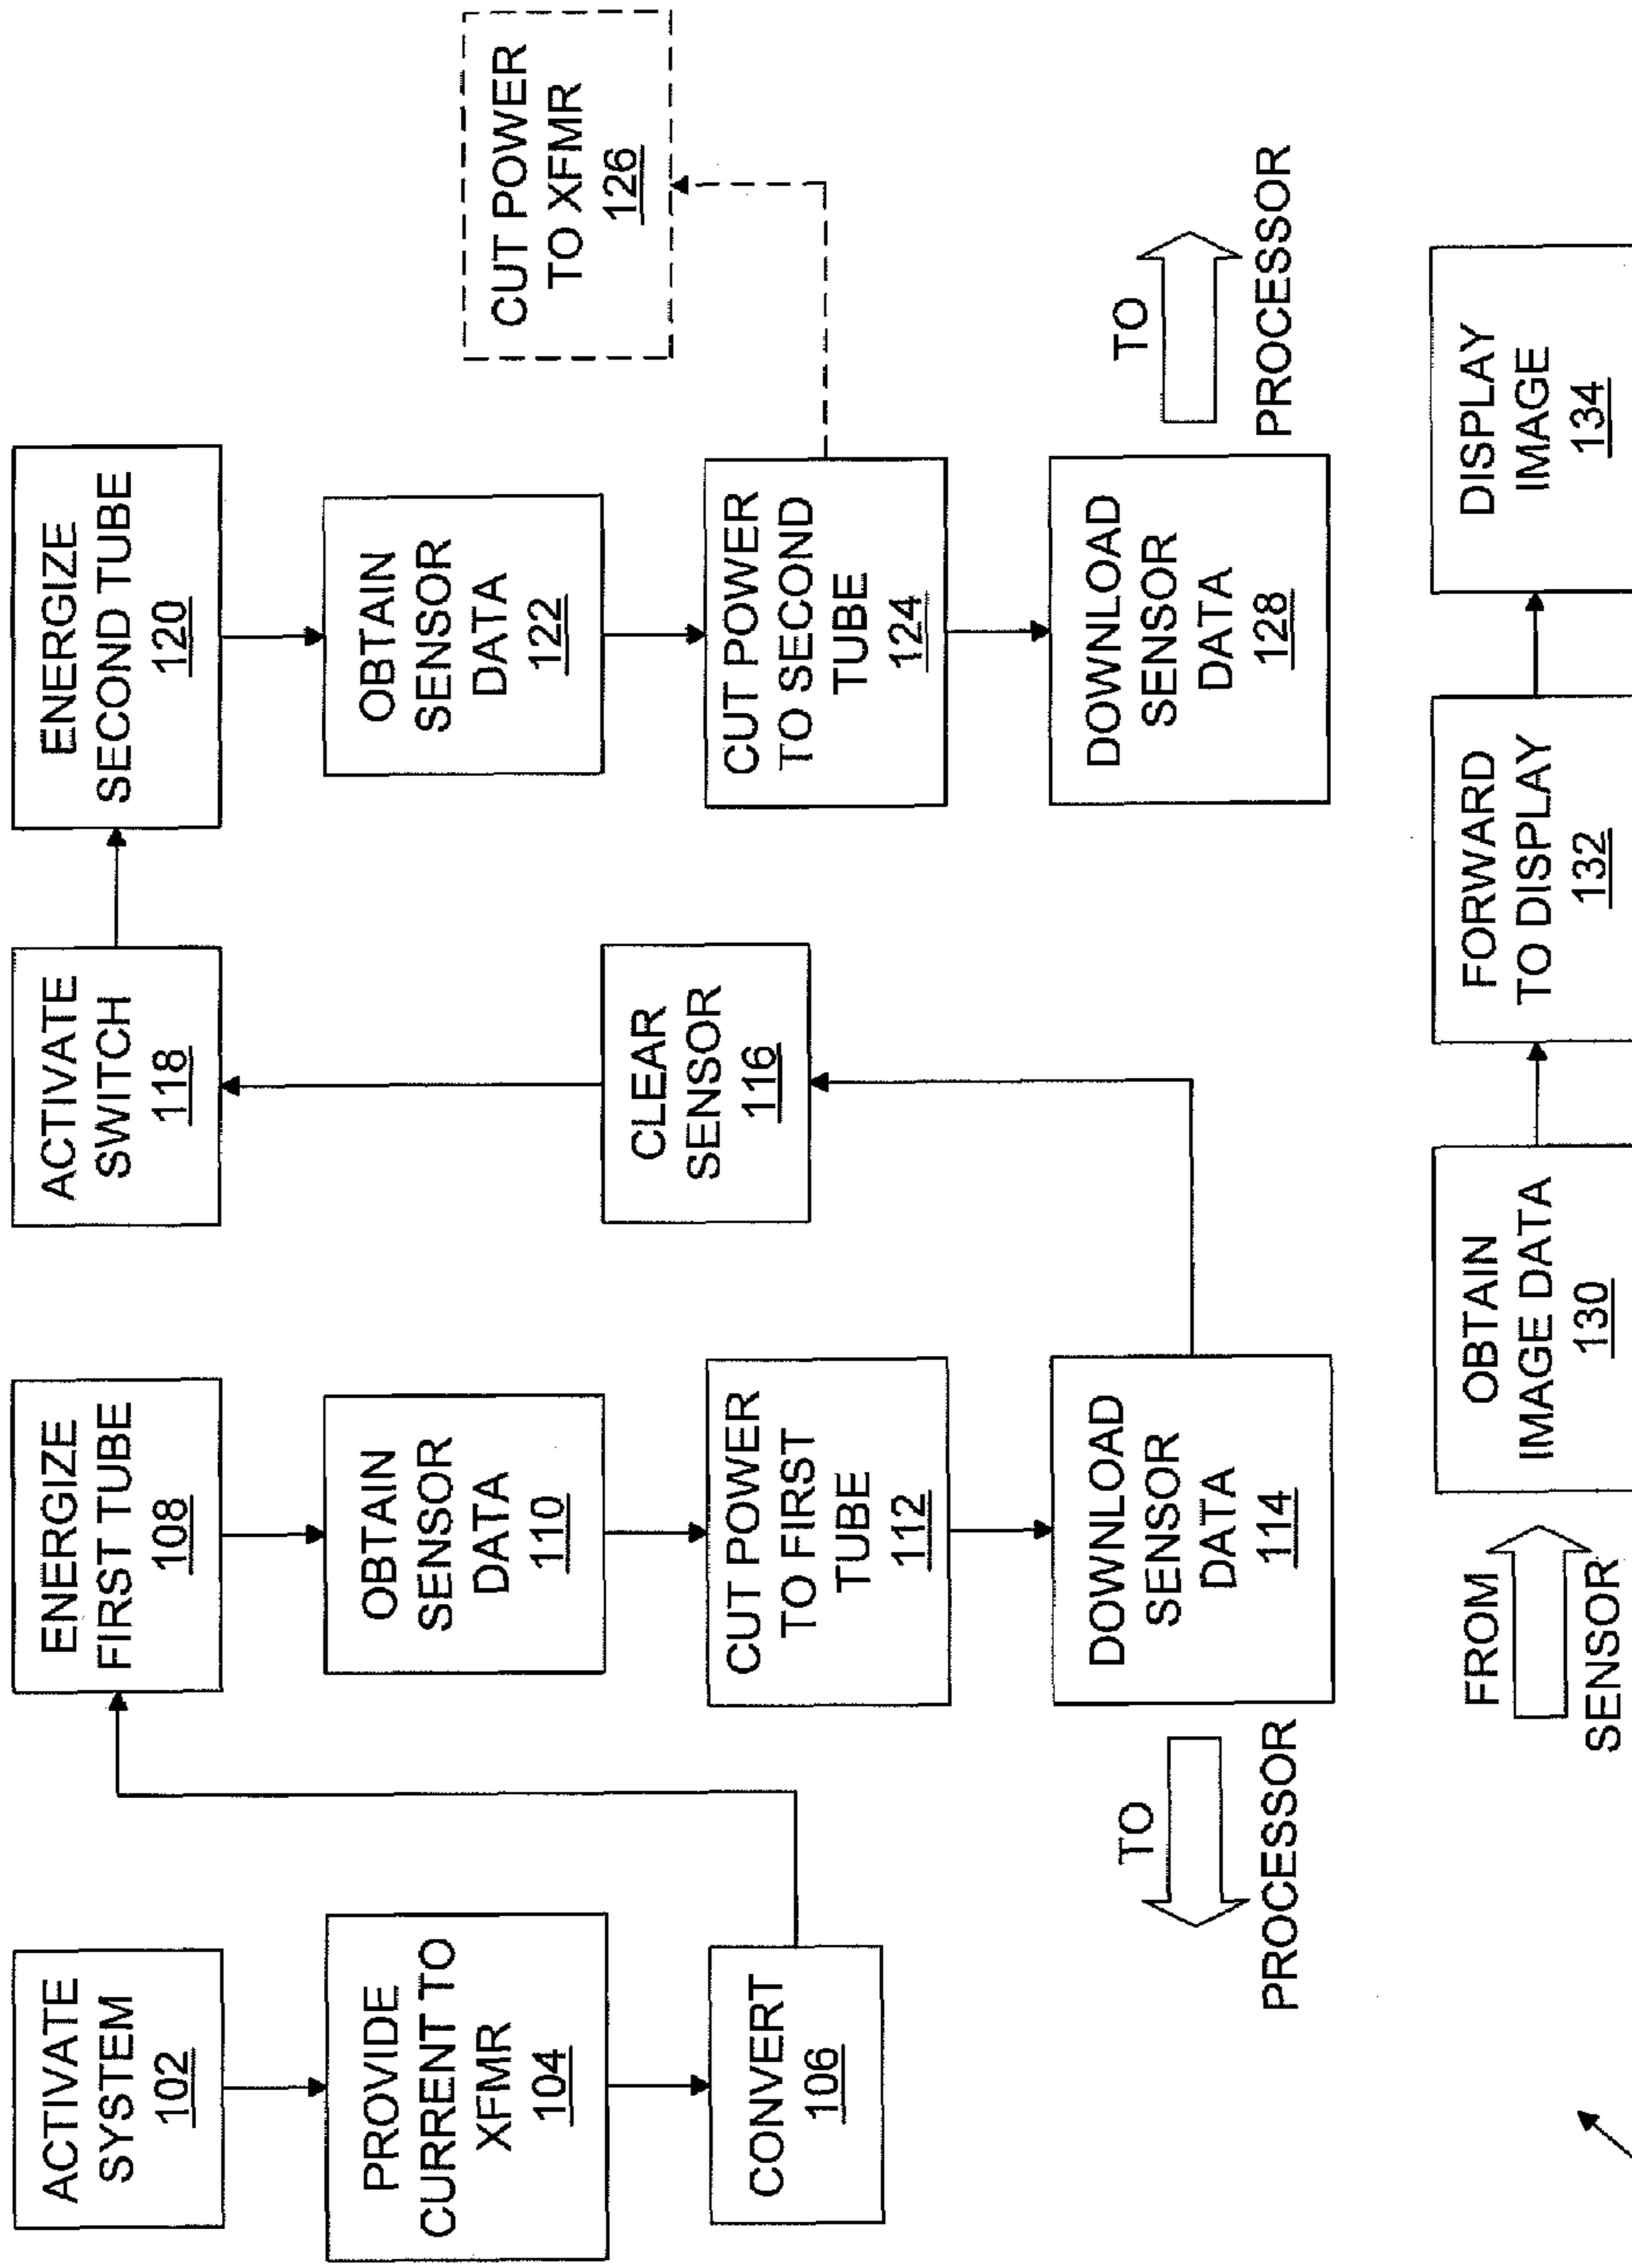 ACTIVATE
SYSTEM
102
PROVIDE
CURRENT TO
XFMR
104
CONVERT
106
ENERGIZE
FIRST TUBE
108
OBTAIN
SENSOR
DATA
110
CUT POWER
TO FIRST
TUBE
112
DOWNLOAD
SENSOR
DATA
114
TO
PROCESSOR
CLEAR
SENSOR
116
ACTIVATE
SWITCH
118
ENERGIZE
SECOND TUBE
120
OBTAIN
SENSOR
DATA
122
CUT POWER
TO SECOND
TUBE
124
CUT POWER
TO XFMR
126
DOWNLOAD
SENSOR
DATA
128
TO
PROCESSOR
FROM
SENSOR
OBTAIN
IMAGE DATA
130
FORWARD
TO DISPLAY
132
DISPLAY
IMAGE
134